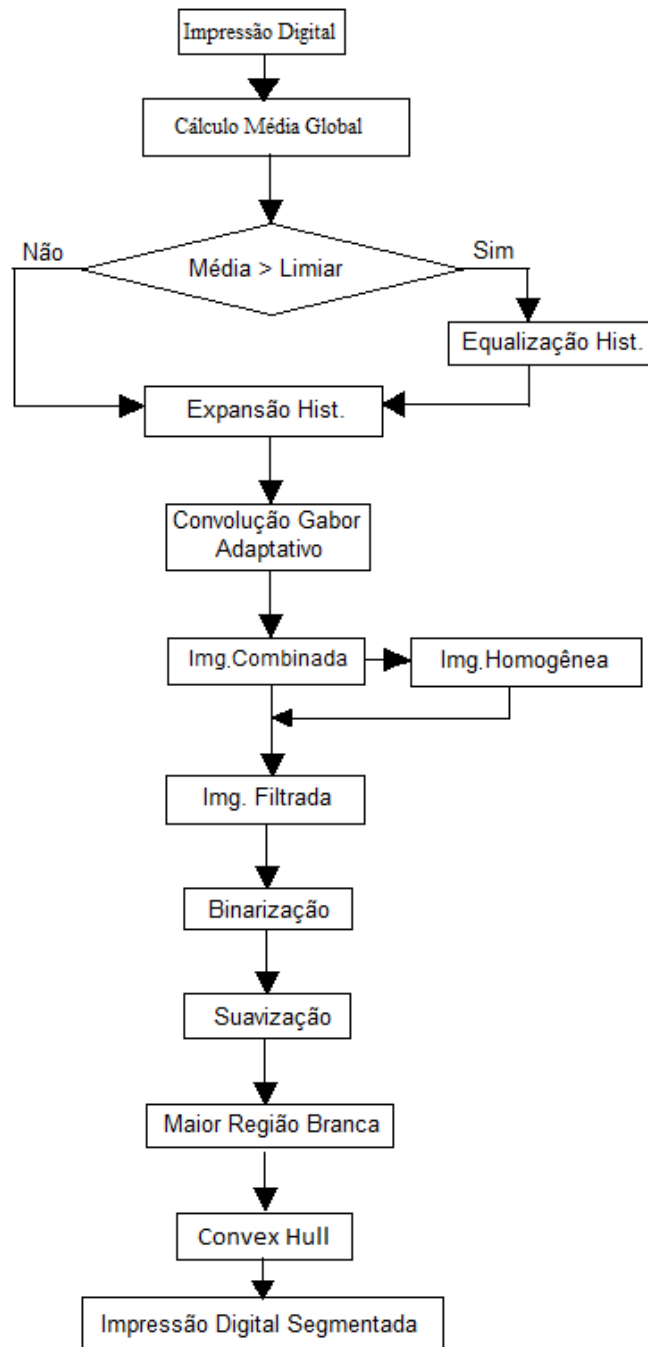 Impressão Digital
Cálculo Média Global
Não
Média > Limiar
Sim
Equalização Hist.
Expansão Hist.
Convolução Gabor
Adaptativo
Img.Combinada
Img.Homogênea
Img. Filtrada
Binarização
Suavização
Maior Região Branca
Convex Hull
Impressão Digital Segmentada